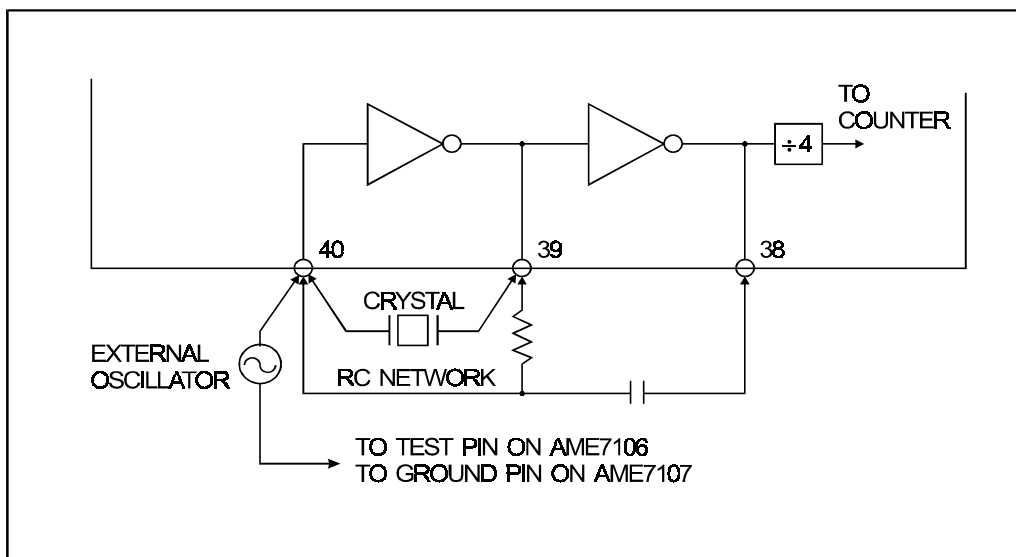 TO
COUNTER
÷4
40
39
38
CRYSTAL
EXTERNAL
OSCILLATOR
RC NETWORK
TO TEST PIN ON AME7106
TO GROUND PIN ON AME7107